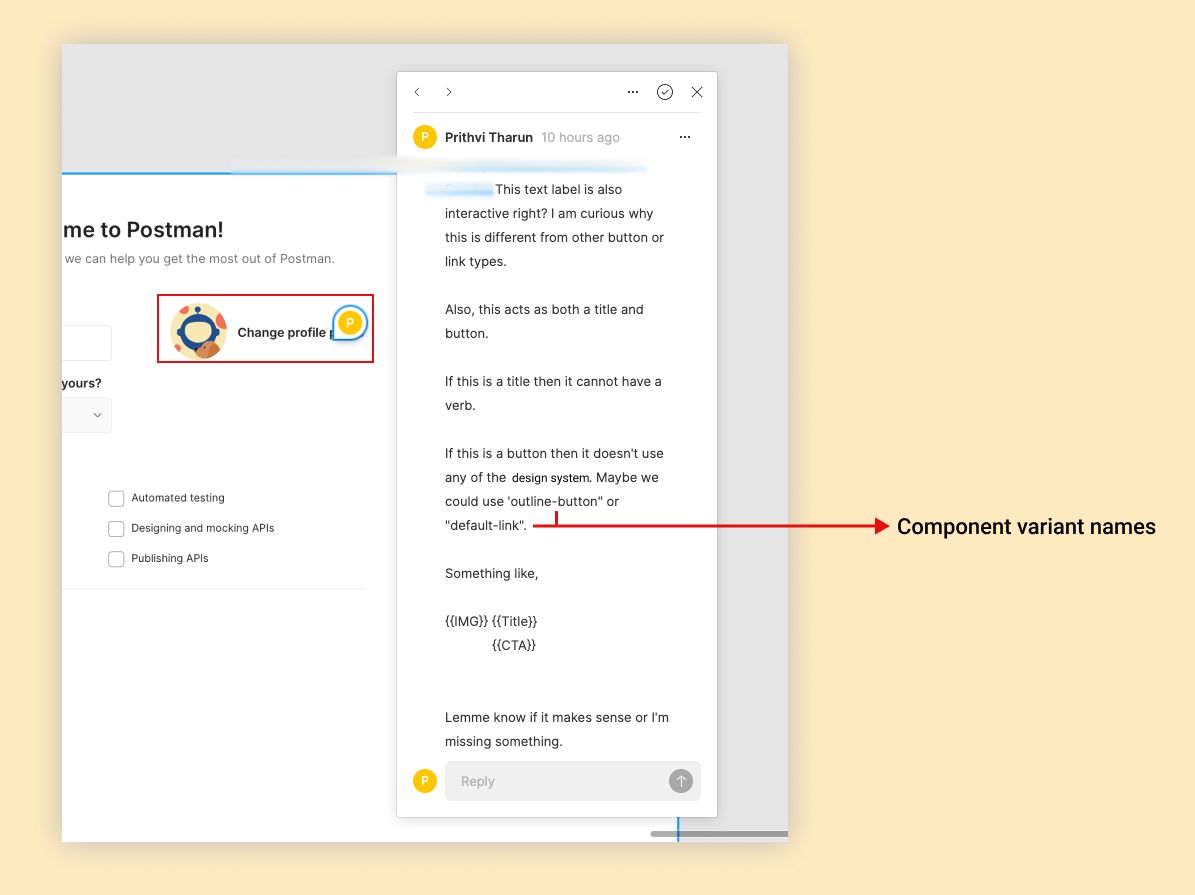 me to Postman!
we can help you get the most out of Postman.
Change profile
P
yours?
Automated testing
Designing and mocking APIs
Publishing APIs
P
Prithvi Tharun 10 hours ago
This text label is also
interactive right? I am curious why
this is different from other button or
link types.
Also, this acts as both a title and
button.
If this is a title then it cannot have a
verb.
If this is a button then it doesn't use
any of the design system. Maybe we
could use 'outline-button" or
"default-link".
Something like,
{{IMG}} {{Title}}
{{CTA}}
Lemme know if it makes sense or I'm
missing something.
P
Reply
Component variant names